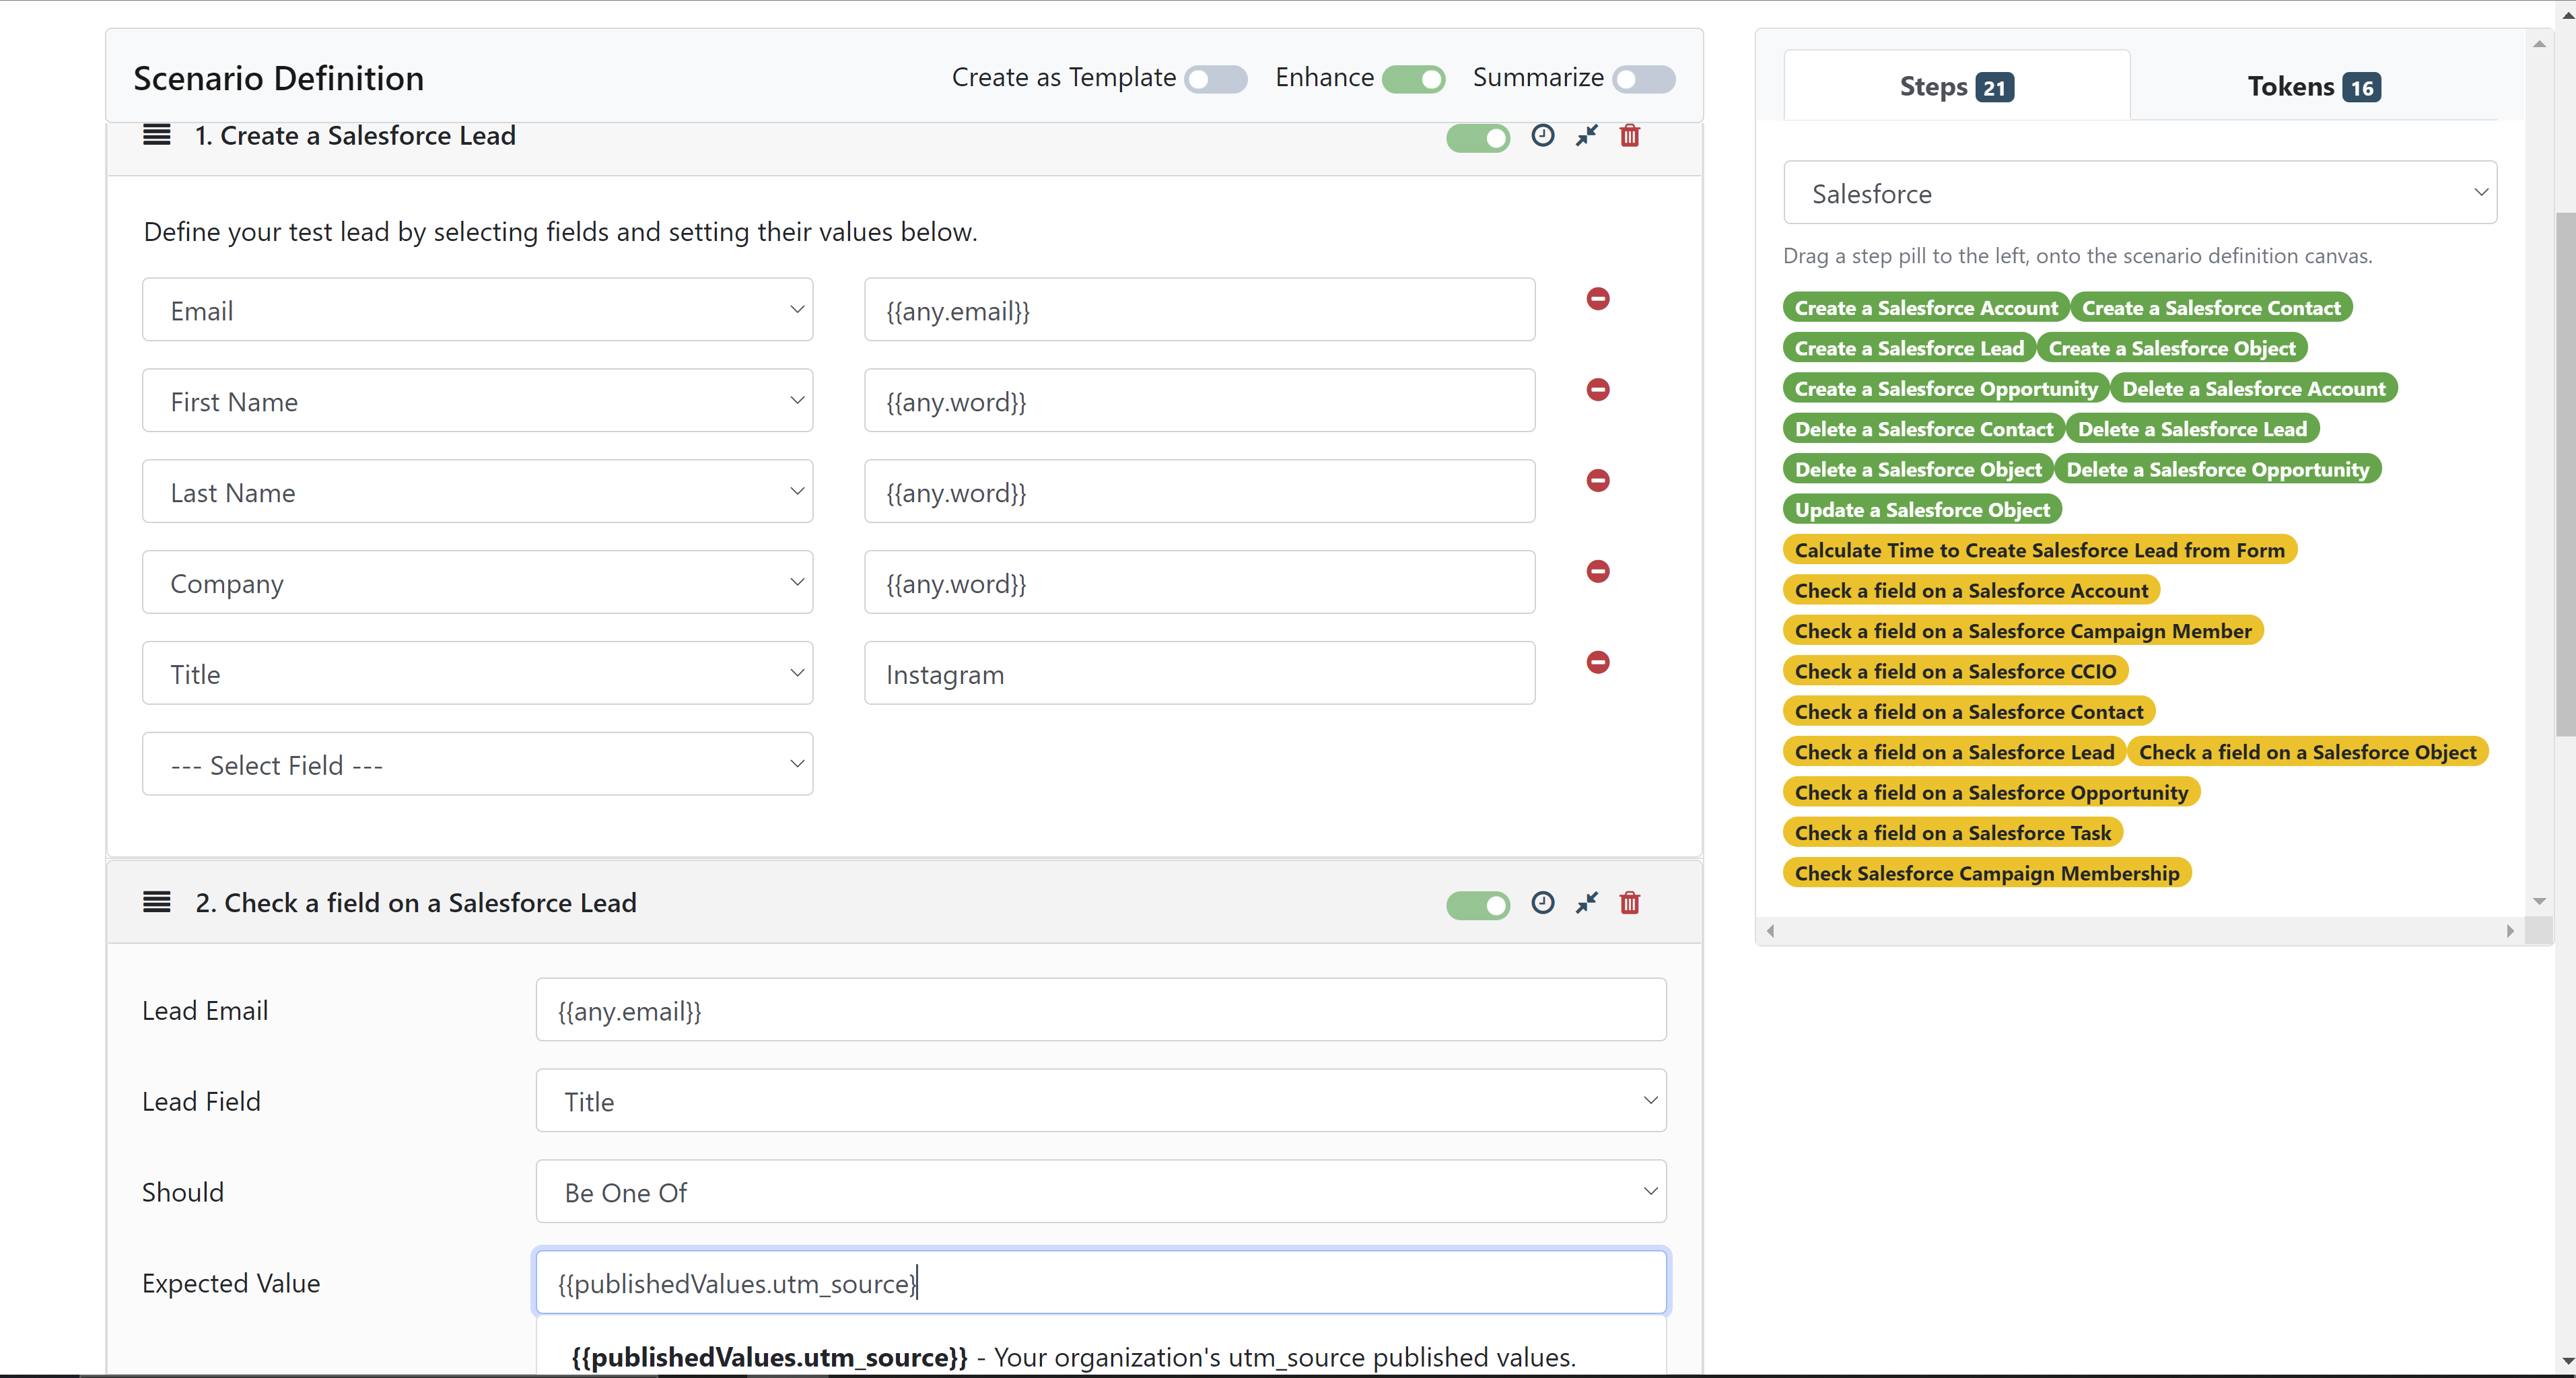 Scenario Definition
Create as Template
Enhance
Summarize
1. Create a Salesforce Lead
Define your test lead by selecting fields and setting their values below.
Email
{{any.email}}
First Name
{{any.word}}
Last Name
{{any.word}}
Company
{{any.word}}
Title
Instagram
--- Select Field ---
2. Check a field on a Salesforce Lead
Lead Email
{{any.email}}
Lead Field
Title
Should
Be One Of
Expected Value
{{publishedValues.utm_source}
{{publishedValues.utm_source}} - Your organization's utm_source published values.
Steps 21
Tokens 16
Salesforce
Drag a step pill to the left, onto the scenario definition canvas.
Create a Salesforce Account
Create a Salesforce Contact
Create a Salesforce Lead
Create a Salesforce Object
Create a Salesforce Opportunity
Delete a Salesforce Account
Delete a Salesforce Contact
Delete a Salesforce Lead
Delete a Salesforce Object
Delete a Salesforce Opportunity
Update a Salesforce Object
Calculate Time to Create Salesforce Lead from Form
Check a field on a Salesforce Account
Check a field on a Salesforce Campaign Member
Check a field on a Salesforce CCIO
Check a field on a Salesforce Contact
Check a field on a Salesforce Lead
Check a field on a Salesforce Object
Check a field on a Salesforce Opportunity
Check a field on a Salesforce Task
Check Salesforce Campaign Membership